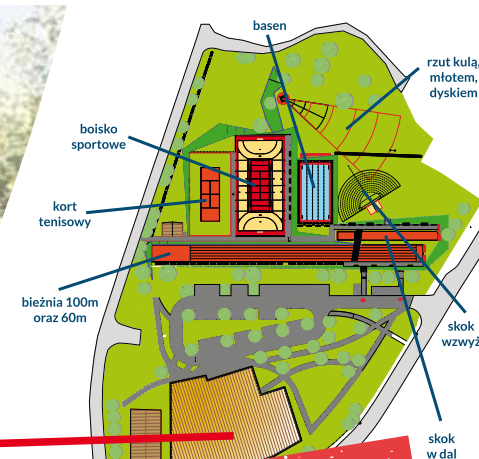 basen
rzut kulą,
młotem,
dyskiem
boisko
sportowe
kort
tenisowy
bieżnia 100m
oraz 60m
skok
wzwyż
skok
w dal